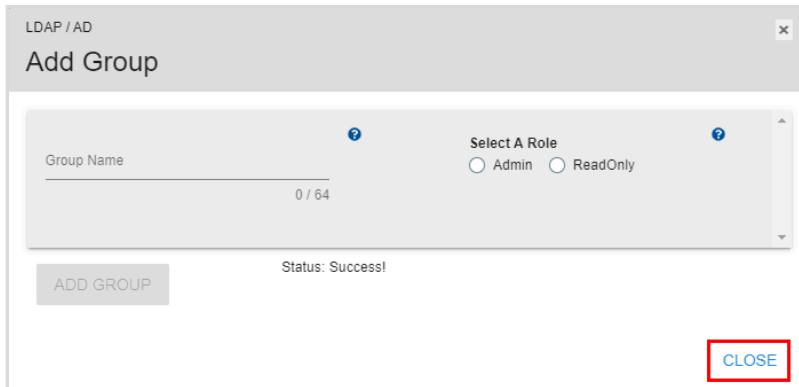 LDAP / AD
Add Group
Group Name
0 / 64
Select A Role
Admin ReadOnly
ADD GROUP
Status: Success!
CLOSE